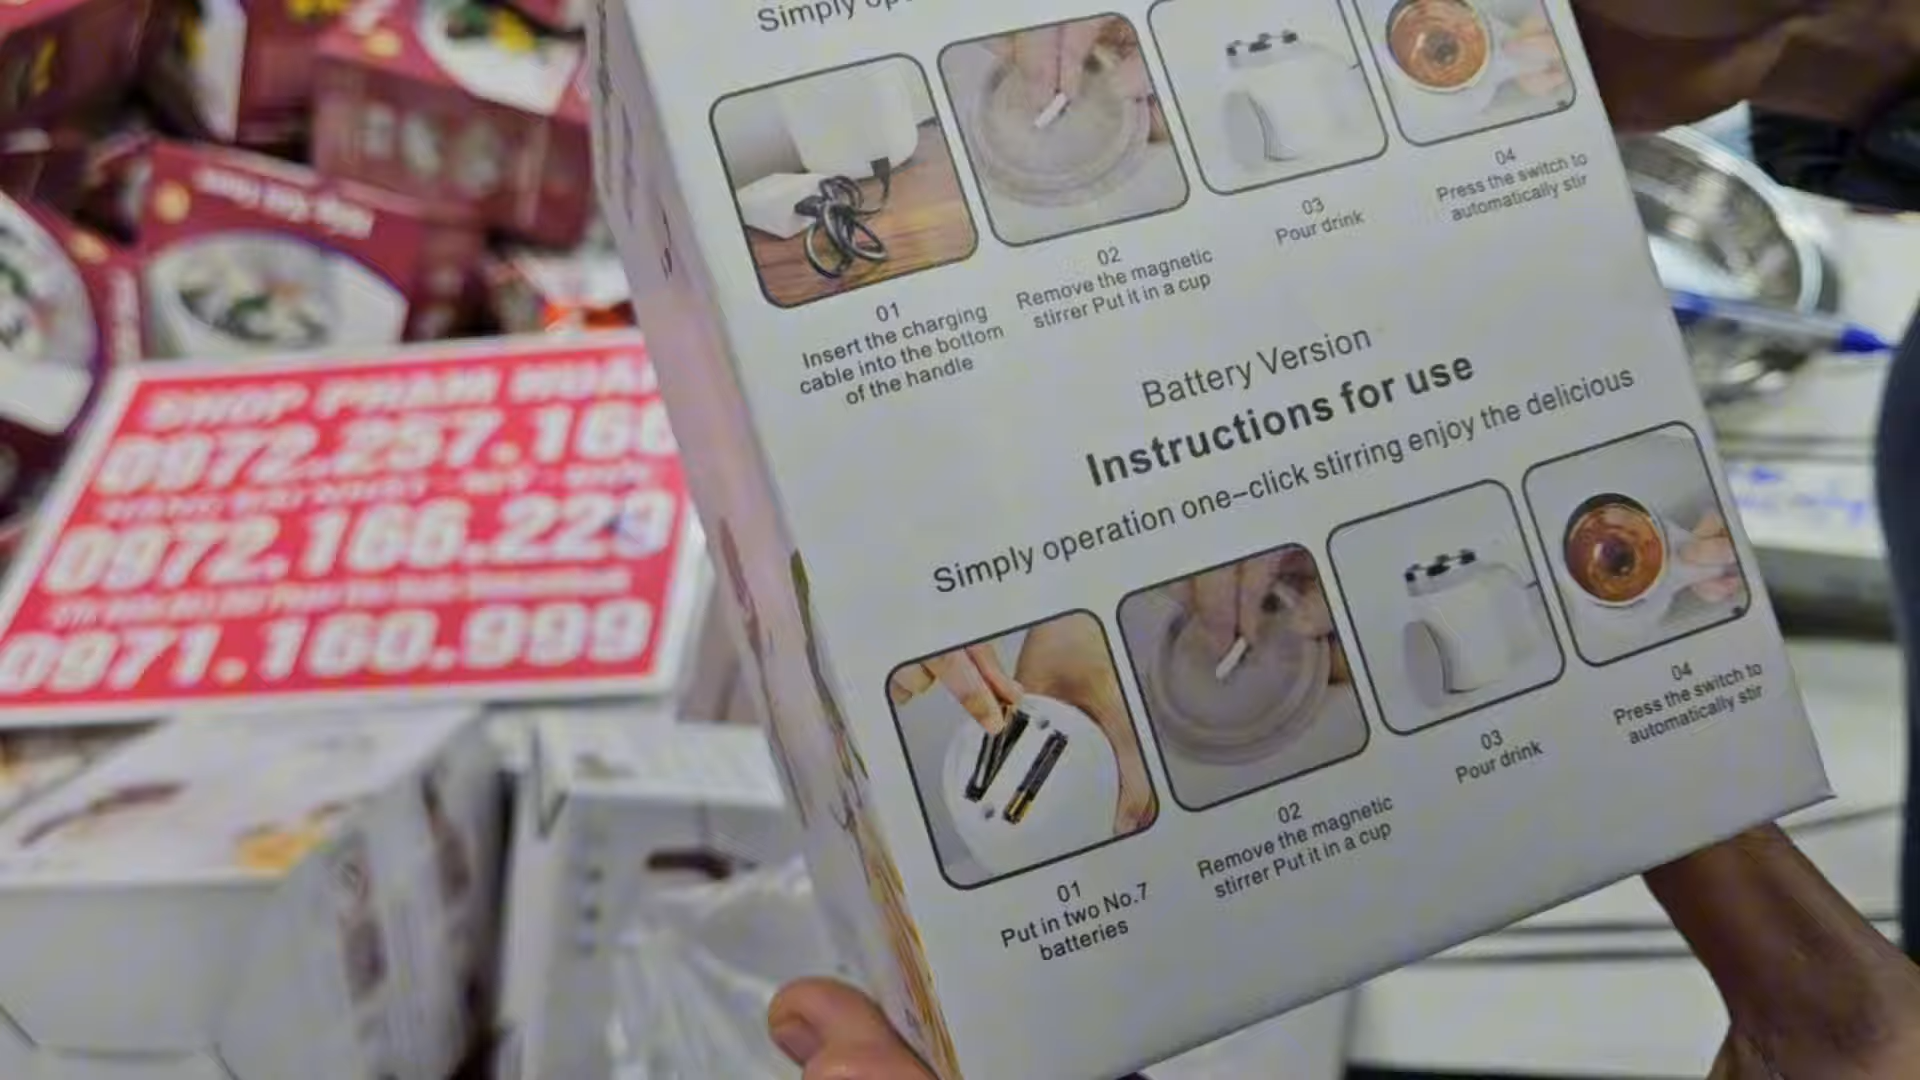 Simply
01
Insert the charging
cable into the bottom
of the handle
02
Remove the magnetic
stirrer Put it in a cup
03
Pour drink
04
Press the switch to
automatically stir
Battery Version
Instructions for use
Simply operation one-click stirring enjoy the delicious
01
Put in two No.7
batteries
02
Remove the magnetic
stirrer Put it in a cup
03
Pour drink
04
Press the switch to
automatically stir
SHOP PHAM
0972.257.166
0972.166.229
0971.160.999